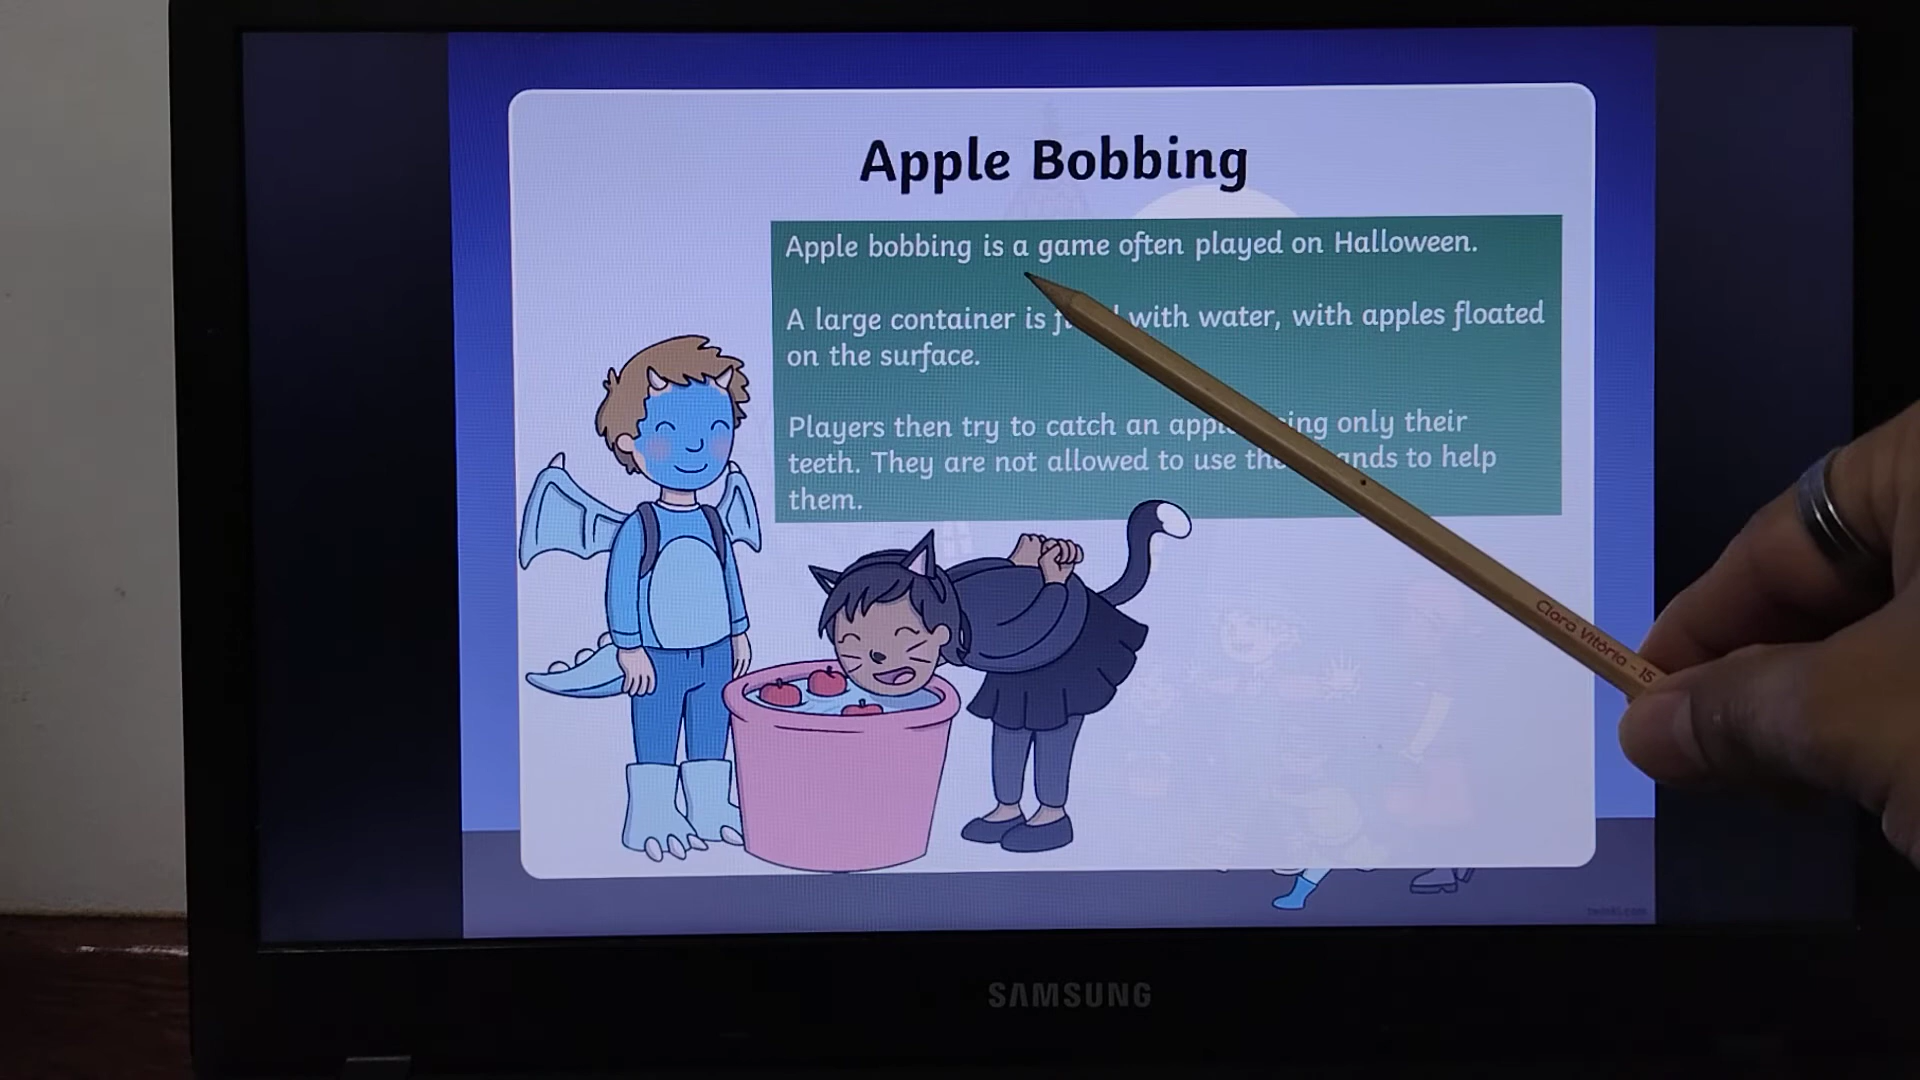 Apple Bobbing
Apple bobbing is a game often played on Halloween.
A large container is with water, with apples floated
on the surface.
Players then try to catch an only their
teeth. They are not allowed to use to help
them.
Clara Vitória - 15
SAMSUNG